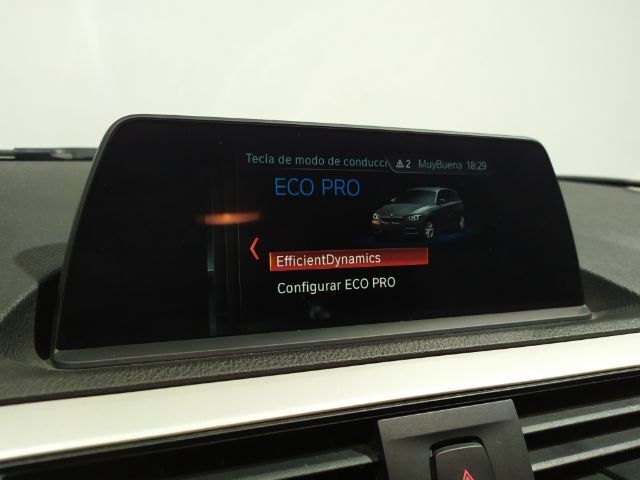 Tecla de modo de conducci
2 MuyBuena 18:29
ECO PRO
EfficientDynamics
Configurar ECO PRO